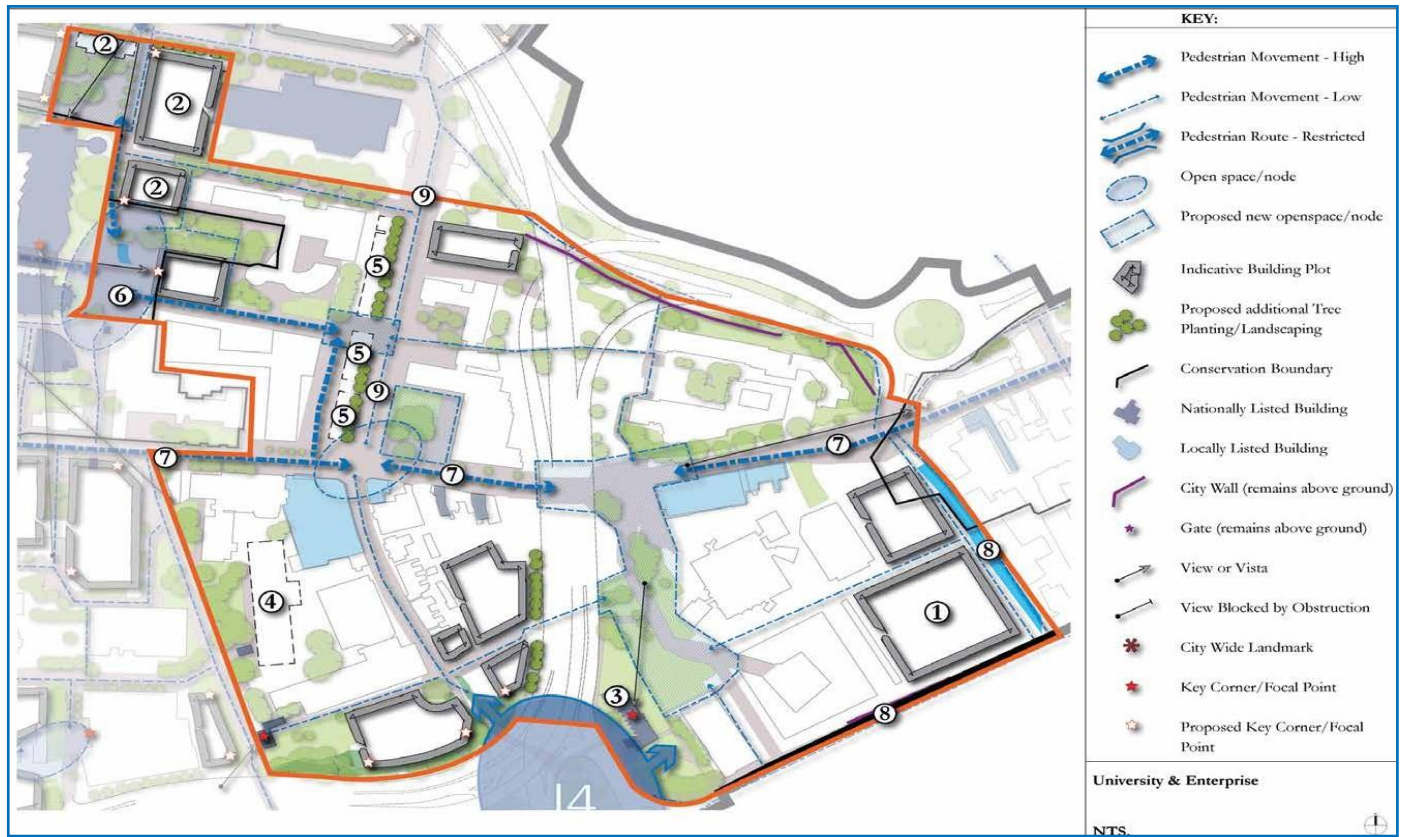 KEY:
Pedestrian Movement - High
Pedestrian Movement - Low
Pedestrian Route - Restricted
Open space/node
Proposed new openspace/node
Indicative Building Plot
Proposed additional Tree
Planting/Landscaping
Conservation Boundary
Nationally Listed Building
Locally Listed Building
City Wall (remains above ground)
Gate (remains above ground)
View or Vista
View Blocked by Obstruction
City Wide Landmark
Key Corner/Focal Point
Proposed Key Corner/Focal
Point
University & Enterprise
NTS.
2
2
2
9
5
6
5
9
5
7
7
7
8
4
1
3
8
J4